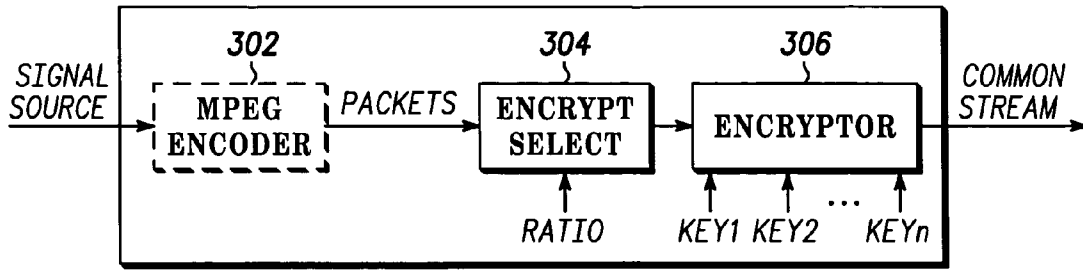 302
304
306
SIGNAL
SOURCE
MPEG
ENCODER
PACKETS
ENCRYPT
SELECT
ENCRYPTOR
COMMON
STREAM
RATIO
KEY1 KEY2 ... KEYn